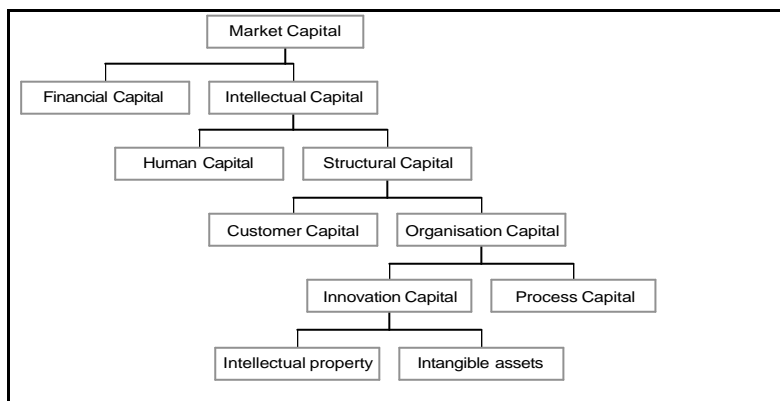 Market Capital
Financial Capital
Intellectual Capital
Human Capital
Structural Capital
Customer Capital
Organisation Capital
Innovation Capital
Process Capital
Intellectual property
Intangible assets